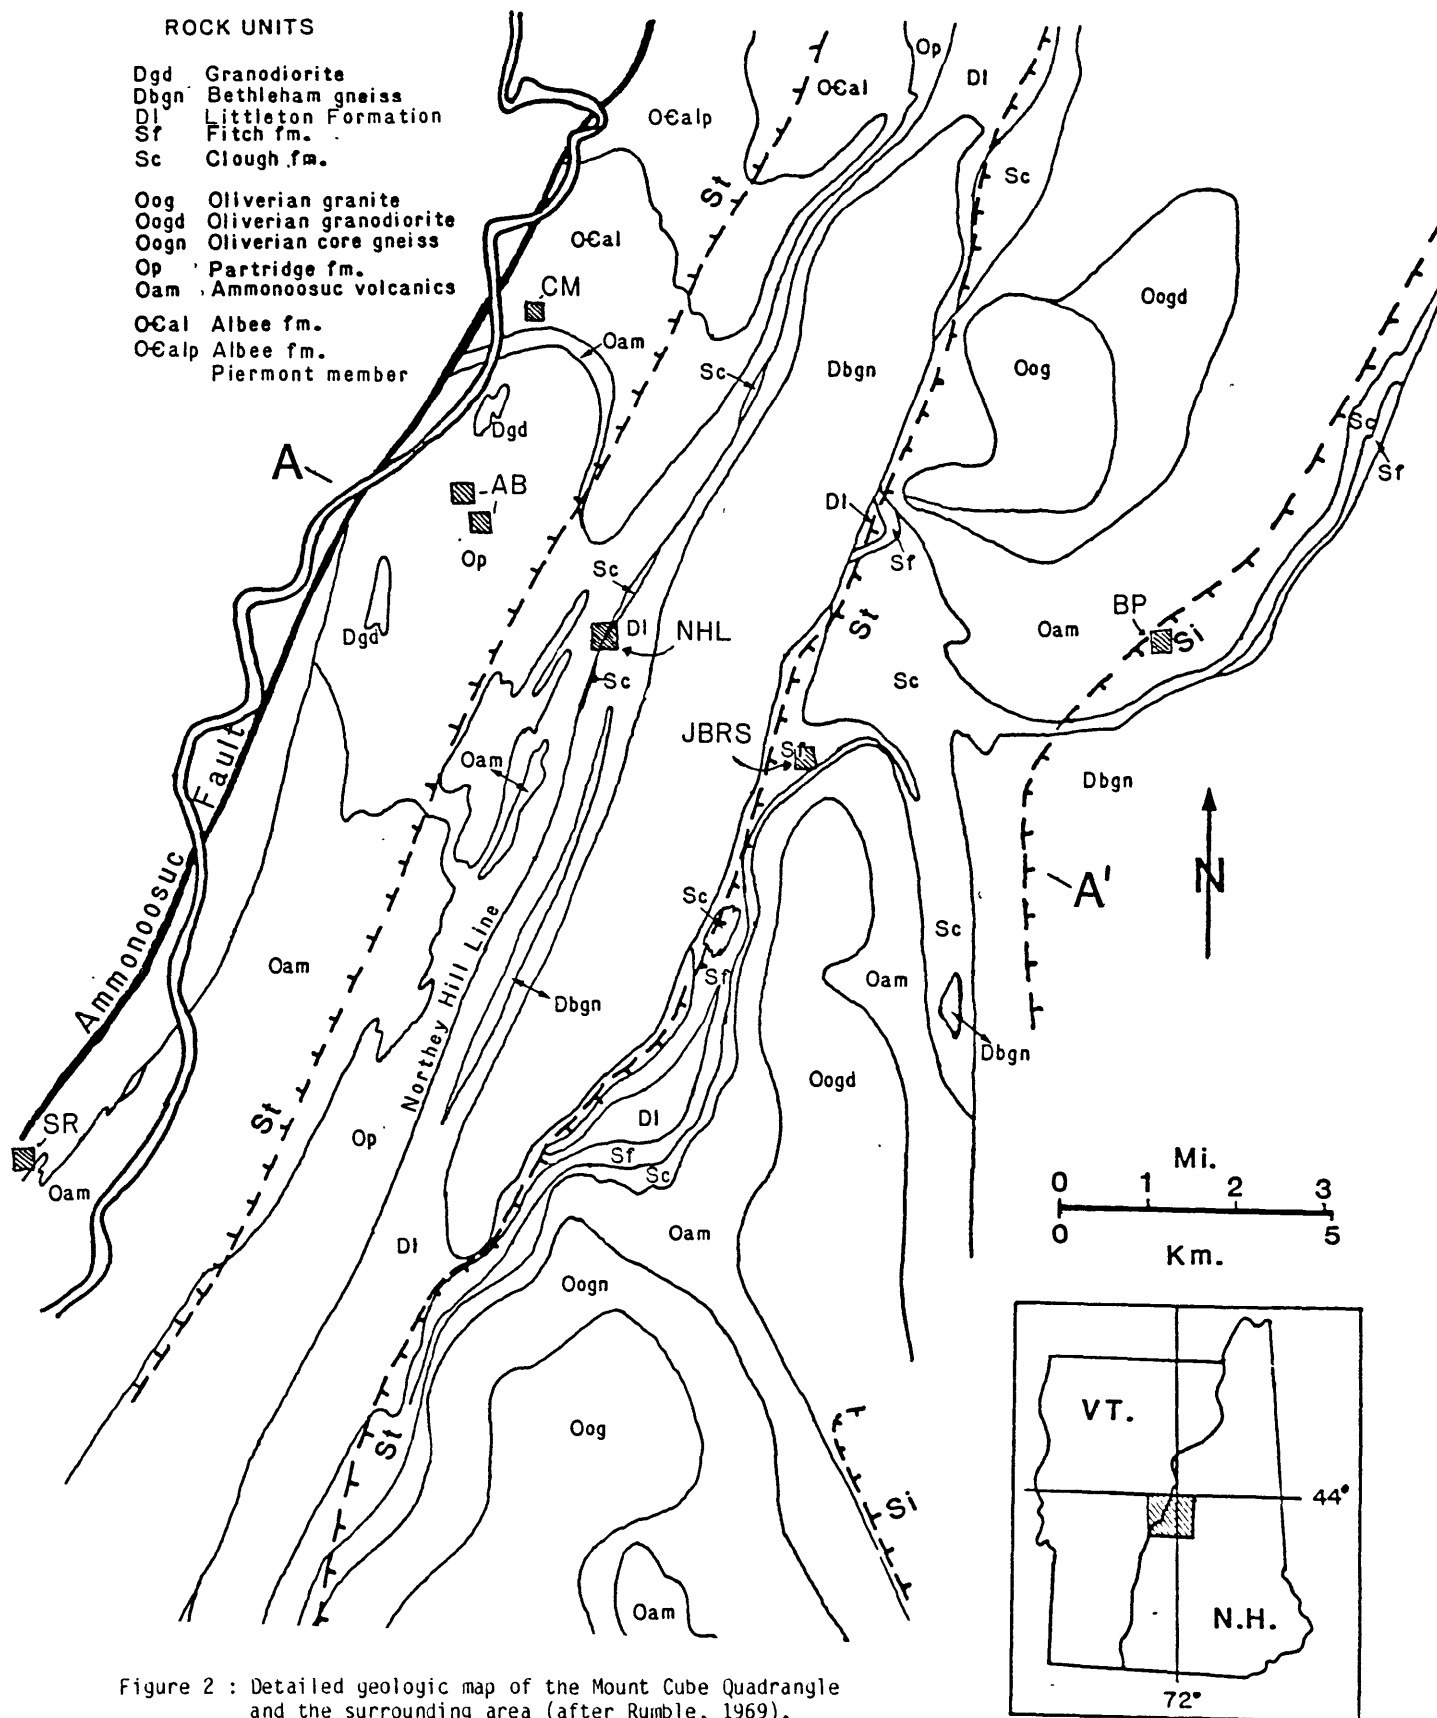 ROCK UNITS
Dgd Granodiorite
Dbgn Bethleham gneiss
Dl Littleton Formation
Sf Fitch fm.
Sc Clough fm.
Oog Oliverian granite
Oogd Oliverian granodiorite
Oogn Oliverian core gneiss
Op Partridge fm.
Oam Ammonoosuc volcanics
O€al Albee fm.
O€alp Albee fm.
Piermont member
Op
Dl
O€al
O€alp
Sc
St
O€al
CM
Oogd
Oam
Sc
Dbgn
Oog
Sc
Dgd
A
Sf
AB
Dl
Op
Sf
Sc
BP
Dgd
Dl
NHL
St
Oam
Si
Sc
Sc
JBRS
Sf
Oam
Dbgn
Ammonoosuc Fault
A'
N
Sc
Sc
Oam
Northey Hill Line
Sf
Oam
Dbgn
Dbgn
Oogd
St
Dl
SR
Op
Sf
Mi.
Sc
0 1 2 3
Oam
0 5
Km.
Dl
Oam
Oogn
VT.
Oog
St
44°
Si
N.H.
Oam
72°
Figure 2 : Detailed geologic map of the Mount Cube Quadrangle
and the surrounding area (after Rumble, 1969).